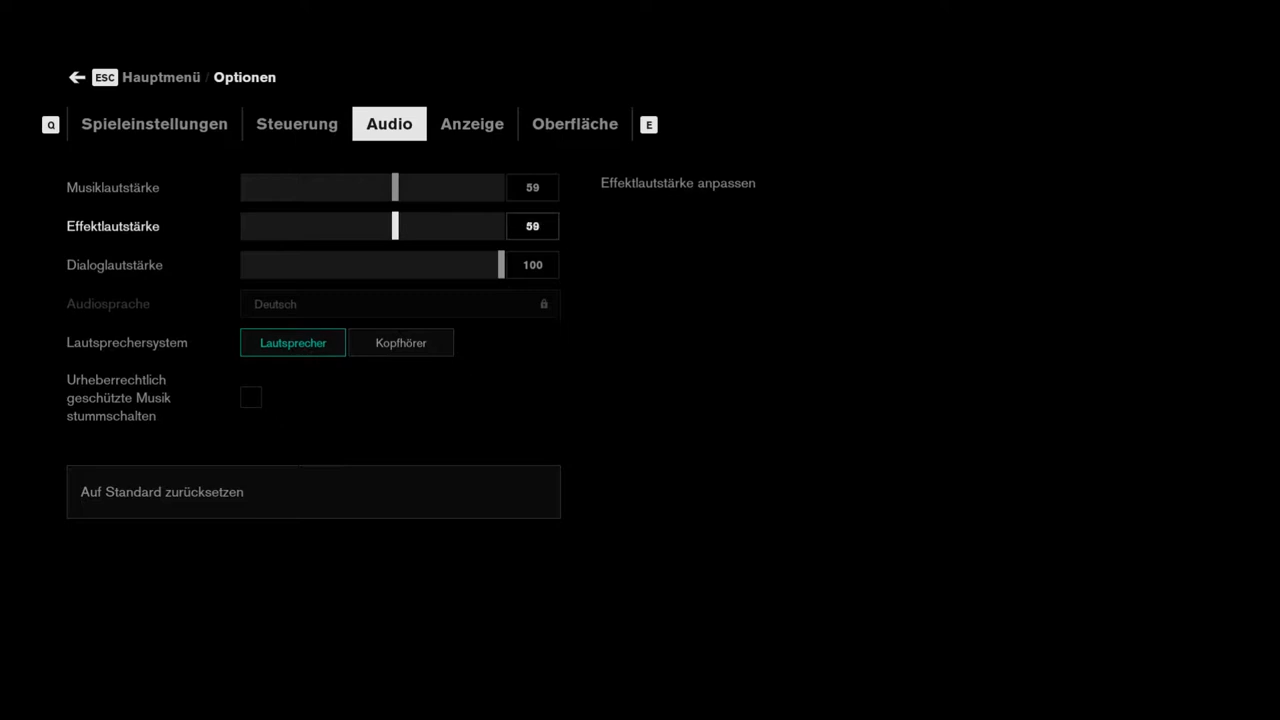 ESC Hauptmenü / Optionen
Q Spieleinstellungen Steuerung Audio Anzeige Oberfläche E
Musiklautstärke 59 Effektlautstärke anpassen
Effektlautstärke 59
Dialoglautstärke 100
Audiosprache Deutsch
Lautsprechersystem Lautsprecher Kopfhörer
Urheberrechtlich
geschützte Musik
stummschalten
Auf Standard zurücksetzen